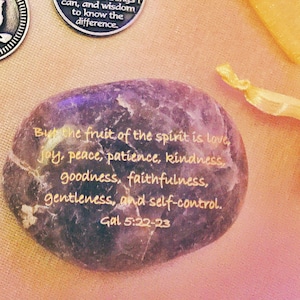 can, and wisdom
to know the
difference.
But the fruit of the spirit is love,
joy, peace, patience, kindness,
goodness, faithfulness,
gentleness, and self-control.
Gal 5:22-23